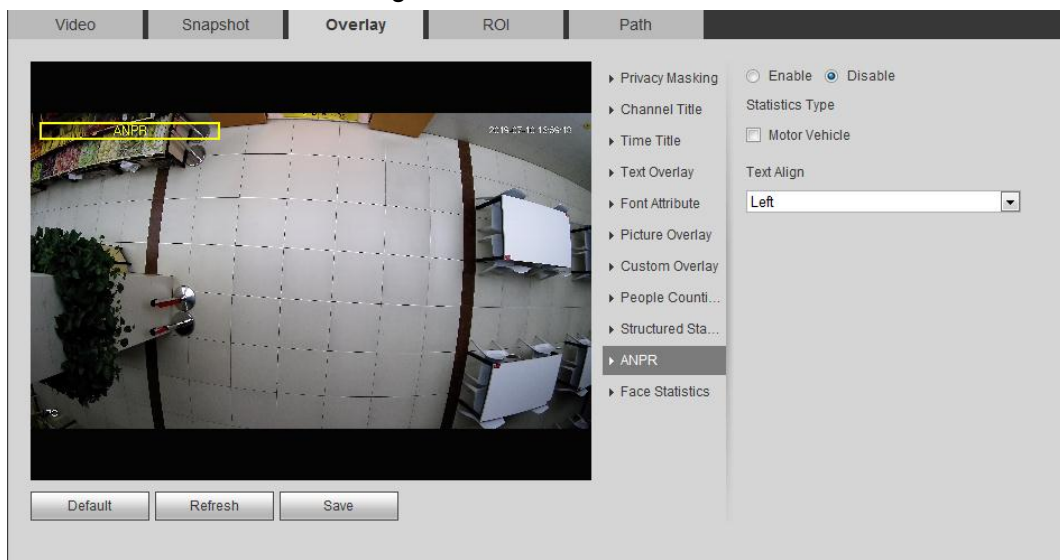 Video Snapshot Overlay ROI Path
ANPR
Privacy Masking
Channel Title
Time Title
Text Overlay
Font Attribute
Picture Overlay
Custom Overlay
People Counti...
Structured Sta...
ANPR
Face Statistics
Enable Disable
Statistics Type
Motor Vehicle
Text Align
Left
Default Refresh Save